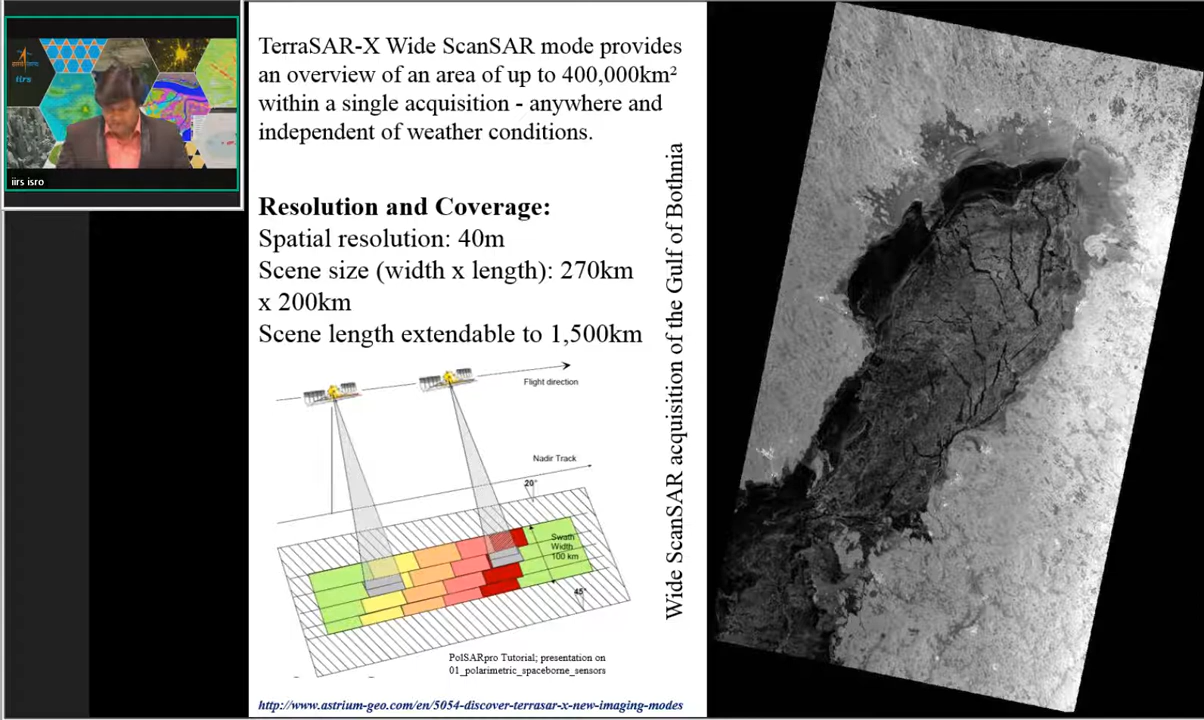 iirs
iirs isro
TerraSAR-X Wide ScanSAR mode provides
an overview of an area of up to 400,000km²
within a single acquisition - anywhere and
independent of weather conditions.
Resolution and Coverage:
Spatial resolution: 40m
Scene size (width x length): 270km
x 200km
Scene length extendable to 1,500km
Flight direction
Nadir Track
20°
Swath
Width
100 km
45°
PolSARpro Tutorial; presentation on
01_polarimetric_spaceborne_sensors
http://www.astrium-geo.com/en/5054-discover-terrasar-x-new-imaging-modes
Wide ScanSAR acquisition of the Gulf of Bothnia